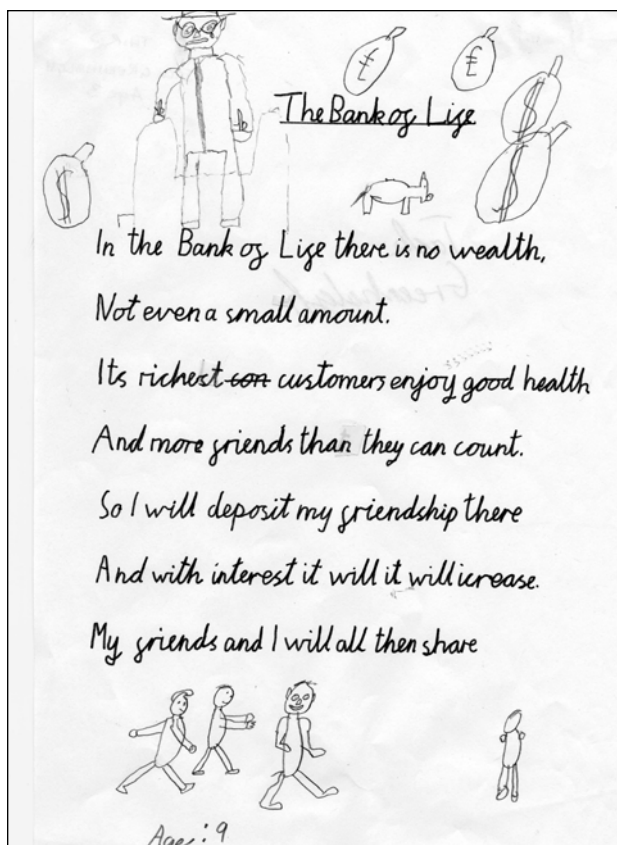 The Bank of Life
In the Bank of Life there is no wealth,
Not even a small amount.
Its richest con customers enjoy good health
And more friends than they can count.
So I will deposit my friendship there
And with interest it will it will icrease.
My friends and I will all then share
Age: 9